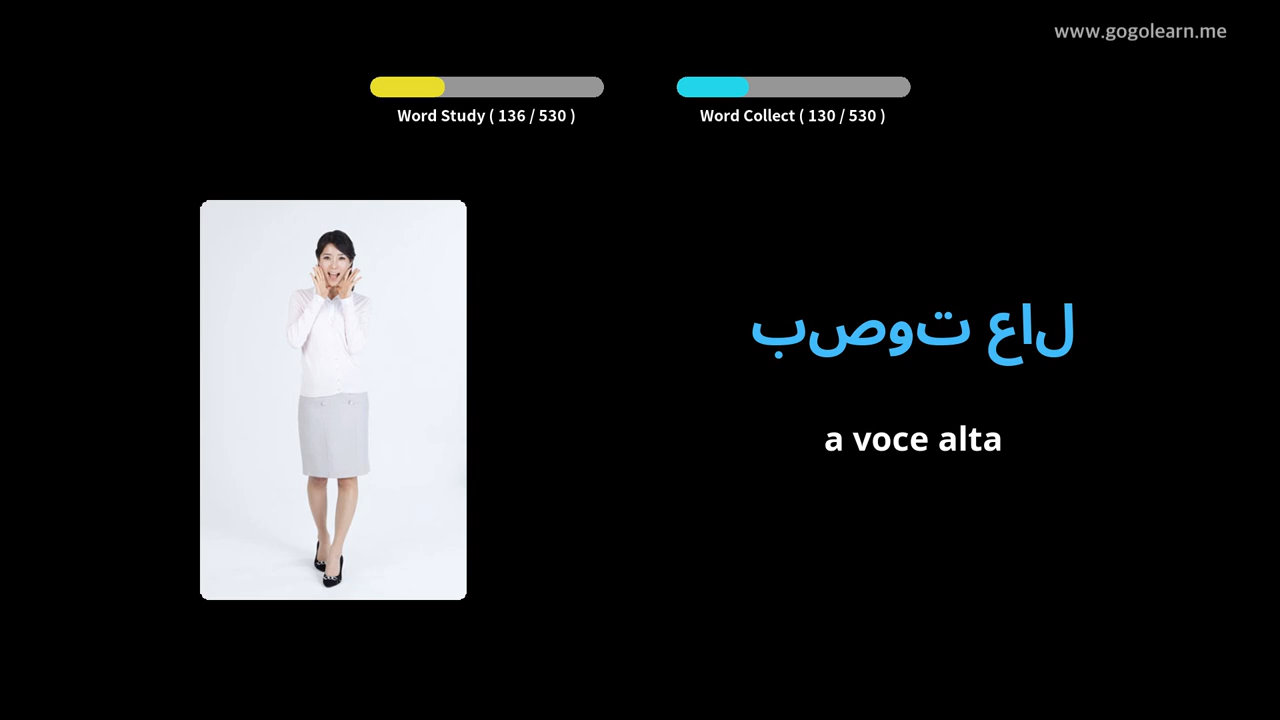 www.gogolearn.me
Word Study ( 136 / 530 )
Word Collect ( 130 / 530 )
بصوت عال
a voce alta